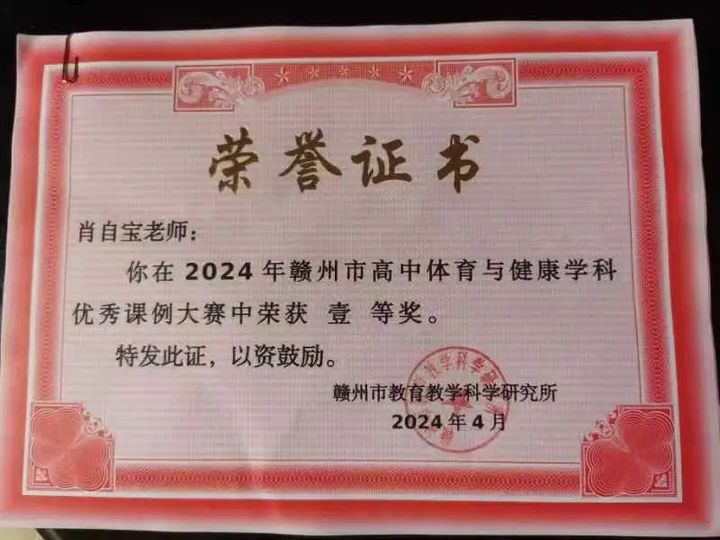 荣誉证书
肖自宝老师：
你在 2024 年赣州市高中体育与健康学科
优秀课例大赛中荣获 壹 等奖。
特发此证，以资鼓励。
赣州市教育教学科学研究所
2024 年 4 月